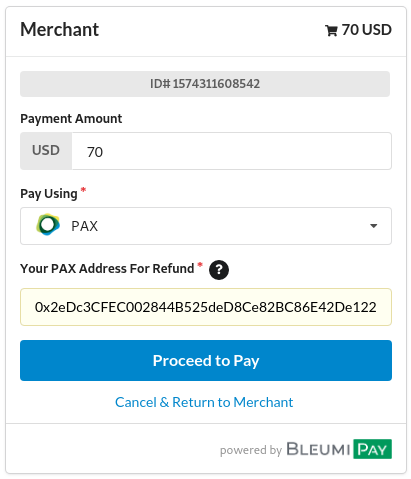 Merchant
70 USD
ID# 1574311608542
Payment Amount
USD 70
Pay Using *
PAX
Your PAX Address For Refund * ?
0x2eDc3CFEC002844B525deD8Ce82BC86E42De122
Proceed to Pay
Cancel & Return to Merchant
powered by BLEUMI PAY